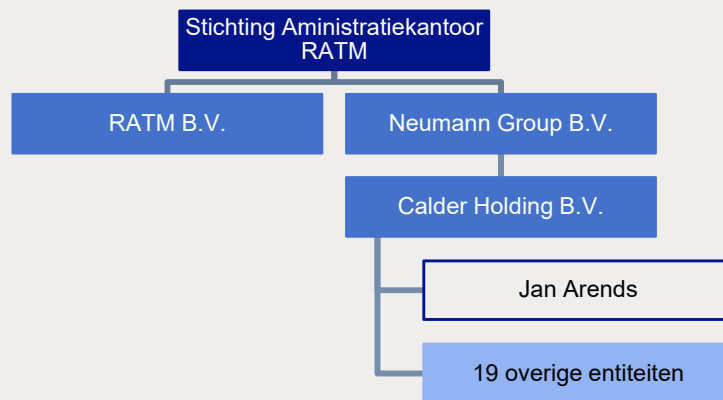 Stichting Aministratiekantoor
RATM
RATM B.V.
Neumann Group B.V.
Calder Holding B.V.
Jan Arends
19 overige entiteiten